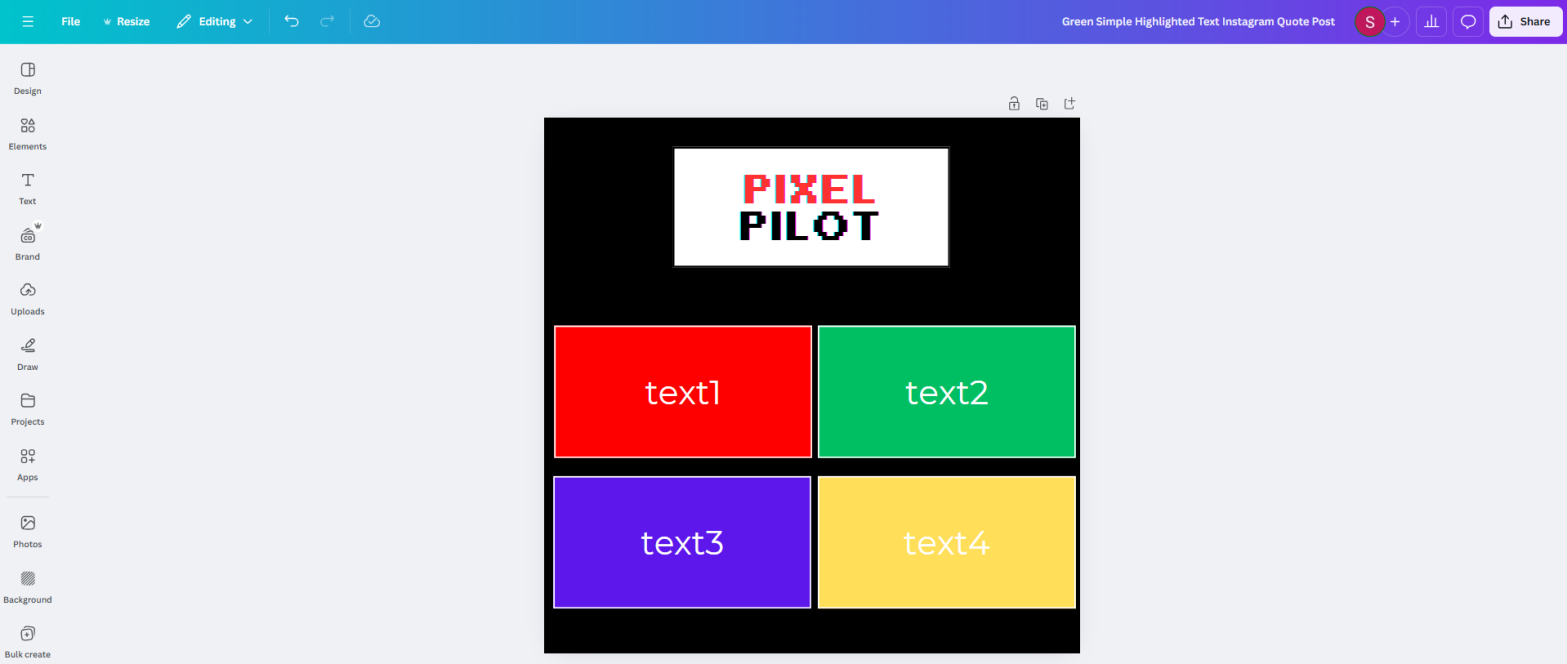 File
Resize
Editing
Green Simple Highlighted Text Instagram Quote Post
S
+
Share
Design
Elements
Text
CO
Brand
Uploads
Draw
Projects
Apps
Photos
Background
Bulk create
PIXEL
PILOT
text1
text2
text3
text4